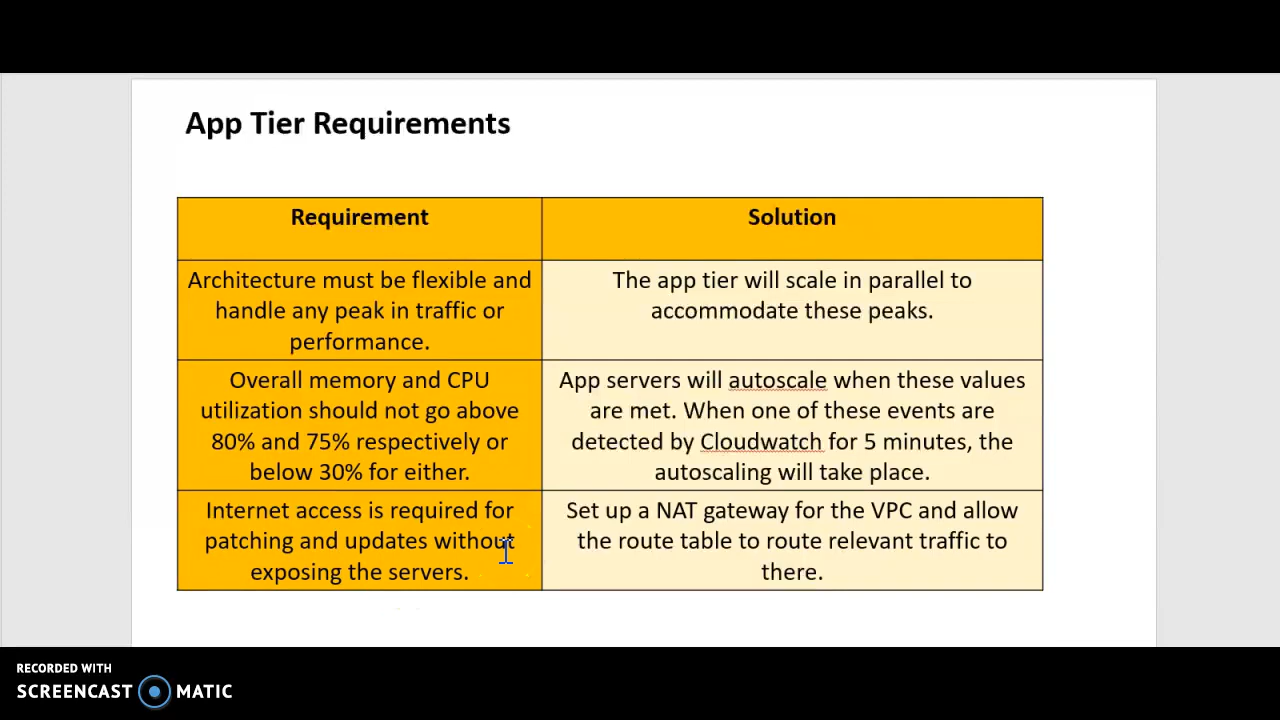 App Tier Requirements
Requirement
Solution
Architecture must be flexible and
handle any peak in traffic or
performance.
The app tier will scale in parallel to
accommodate these peaks.
Overall memory and CPU
utilization should not go above
80% and 75% respectively or
below 30% for either.
App servers will autoscale when these values
are met. When one of these events are
detected by Cloudwatch for 5 minutes, the
autoscaling will take place.
Internet access is required for
patching and updates without
exposing the servers.
Set up a NAT gateway for the VPC and allow
the route table to route relevant traffic to
there.
RECORDED WITH
SCREENCAST MATIC